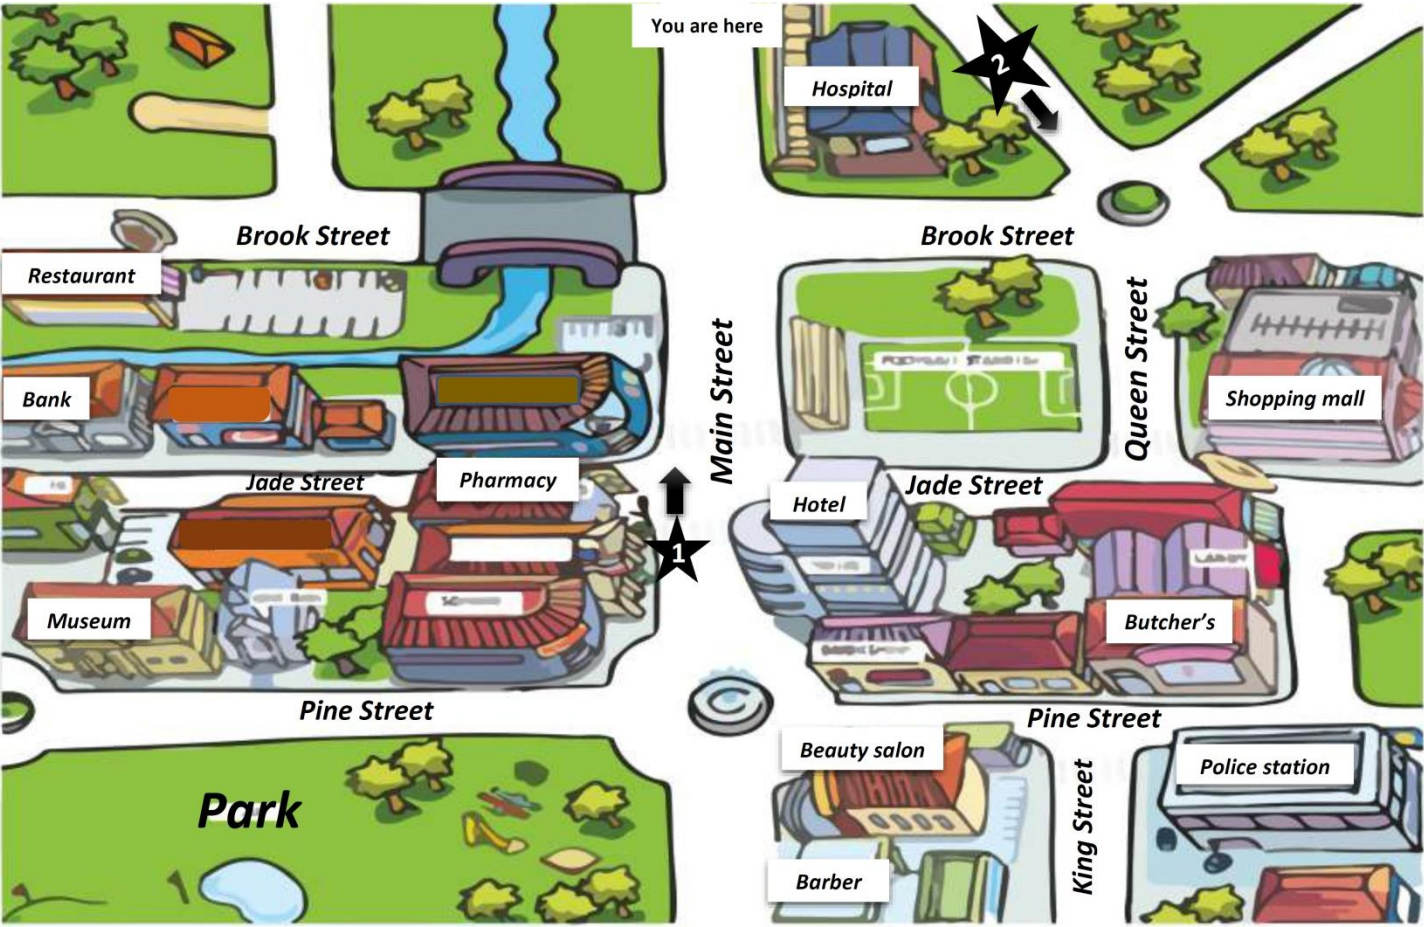 You are here
2
Hospital
Brook Street
Brook Street
Restaurant
Main Street
Queen Street
Bank
Shopping mall
Pharmacy
Jade Street
Jade Street
Hotel
1
Museum
Butcher's
Pine Street
Pine Street
Beauty salon
Police station
Park
King Street
Barber